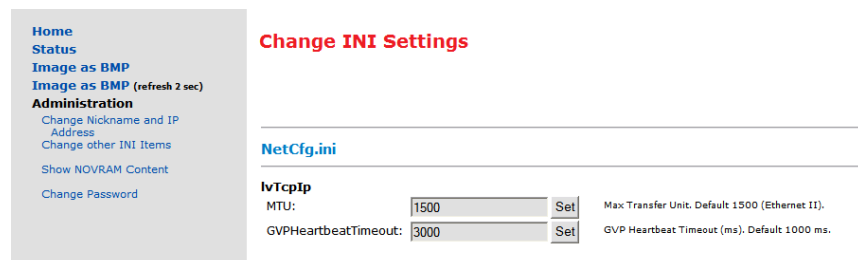 Home
Status
Image as BMP
Image as BMP (refresh 2 sec)
Administration
Change Nickname and IP
Address
Change other INI Items
Show NOVRAM Content
Change Password
Change INI Settings
NetCfg.ini
lvTcpIp
MTU: 1500 Set Max Transfer Unit. Default 1500 (Ethernet II).
GVPHeartbeatTimeout: 3000 Set GVP Heartbeat Timeout (ms). Default 1000 ms.